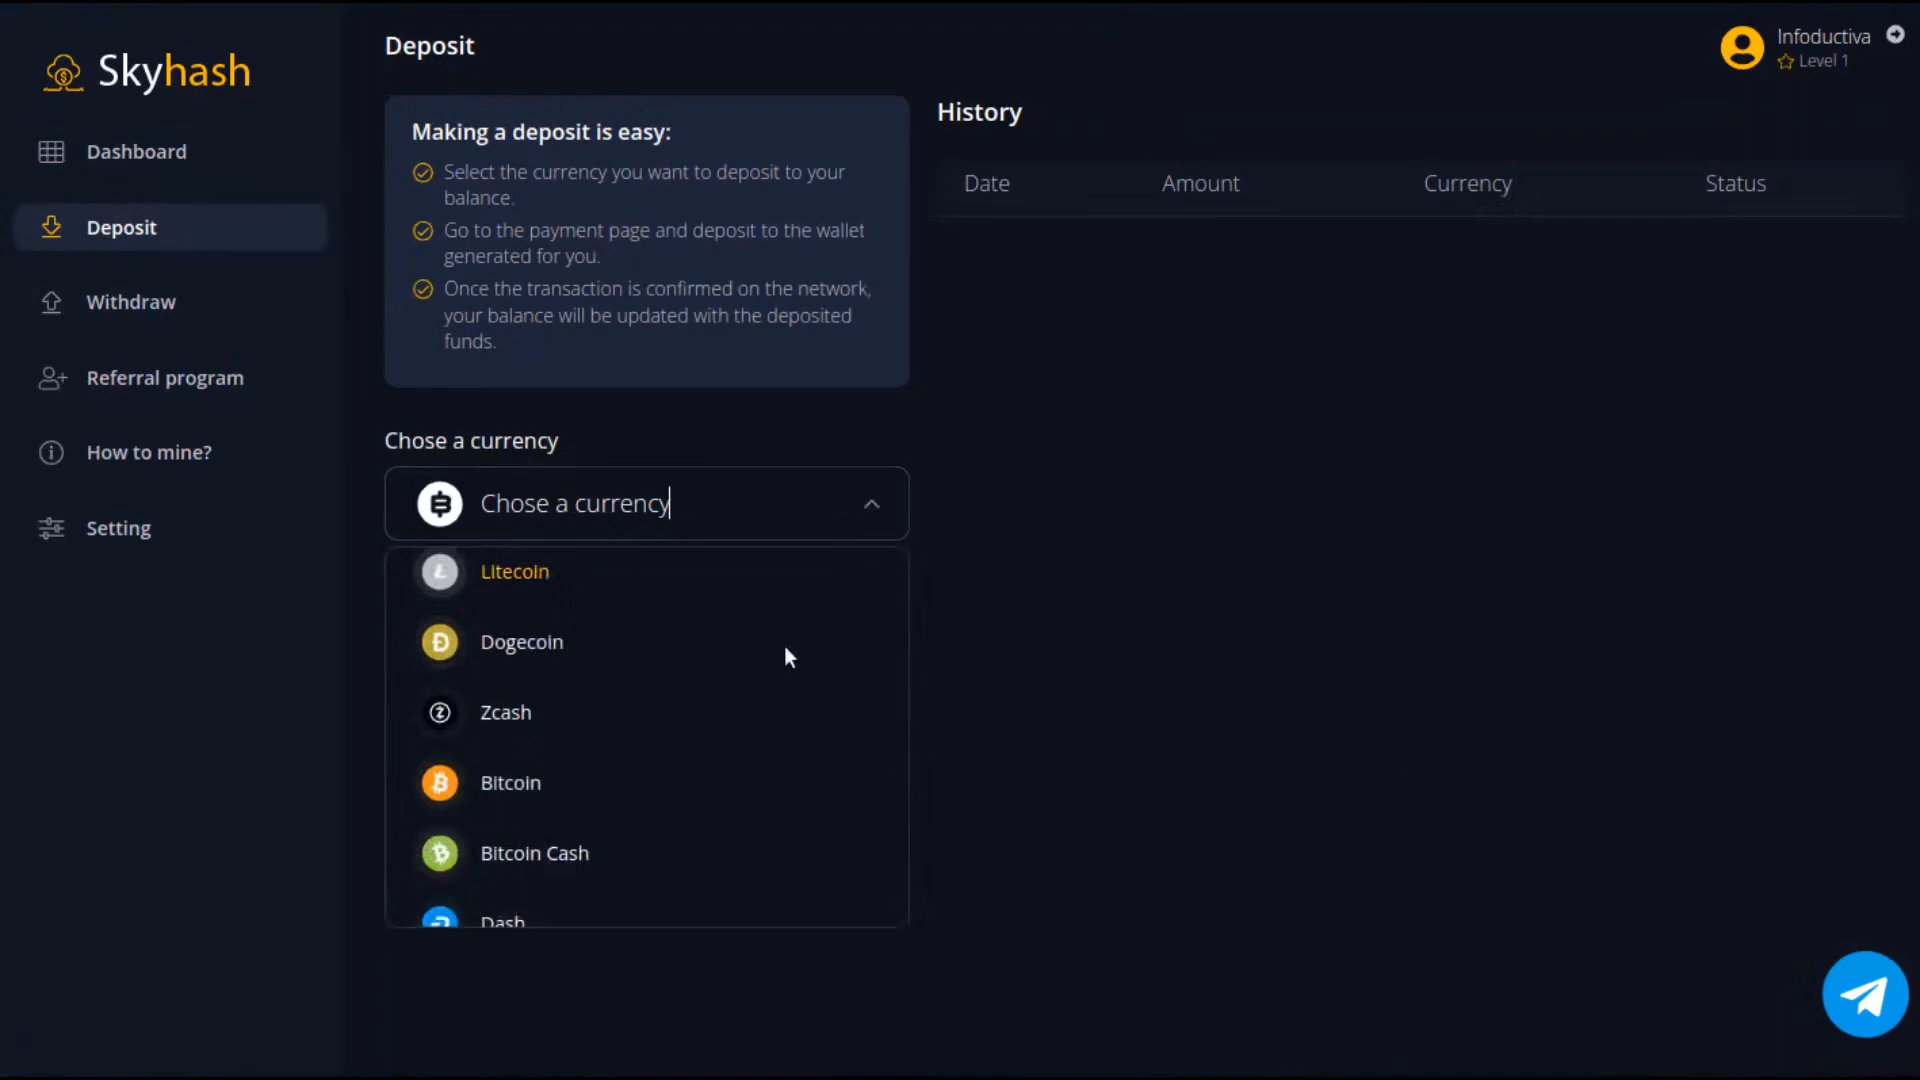 Skyhash
Dashboard
Deposit
Withdraw
Referral program
How to mine?
Setting
Deposit
Making a deposit is easy:
Select the currency you want to deposit to your
balance.
Go to the payment page and deposit to the wallet
generated for you.
Once the transaction is confirmed on the network,
your balance will be updated with the deposited
funds.
Chose a currency
Chose a currency
Litecoin
Dogecoin
Zcash
Bitcoin
Bitcoin Cash
Dash
Infoductiva
Level 1
History
Date Amount Currency Status